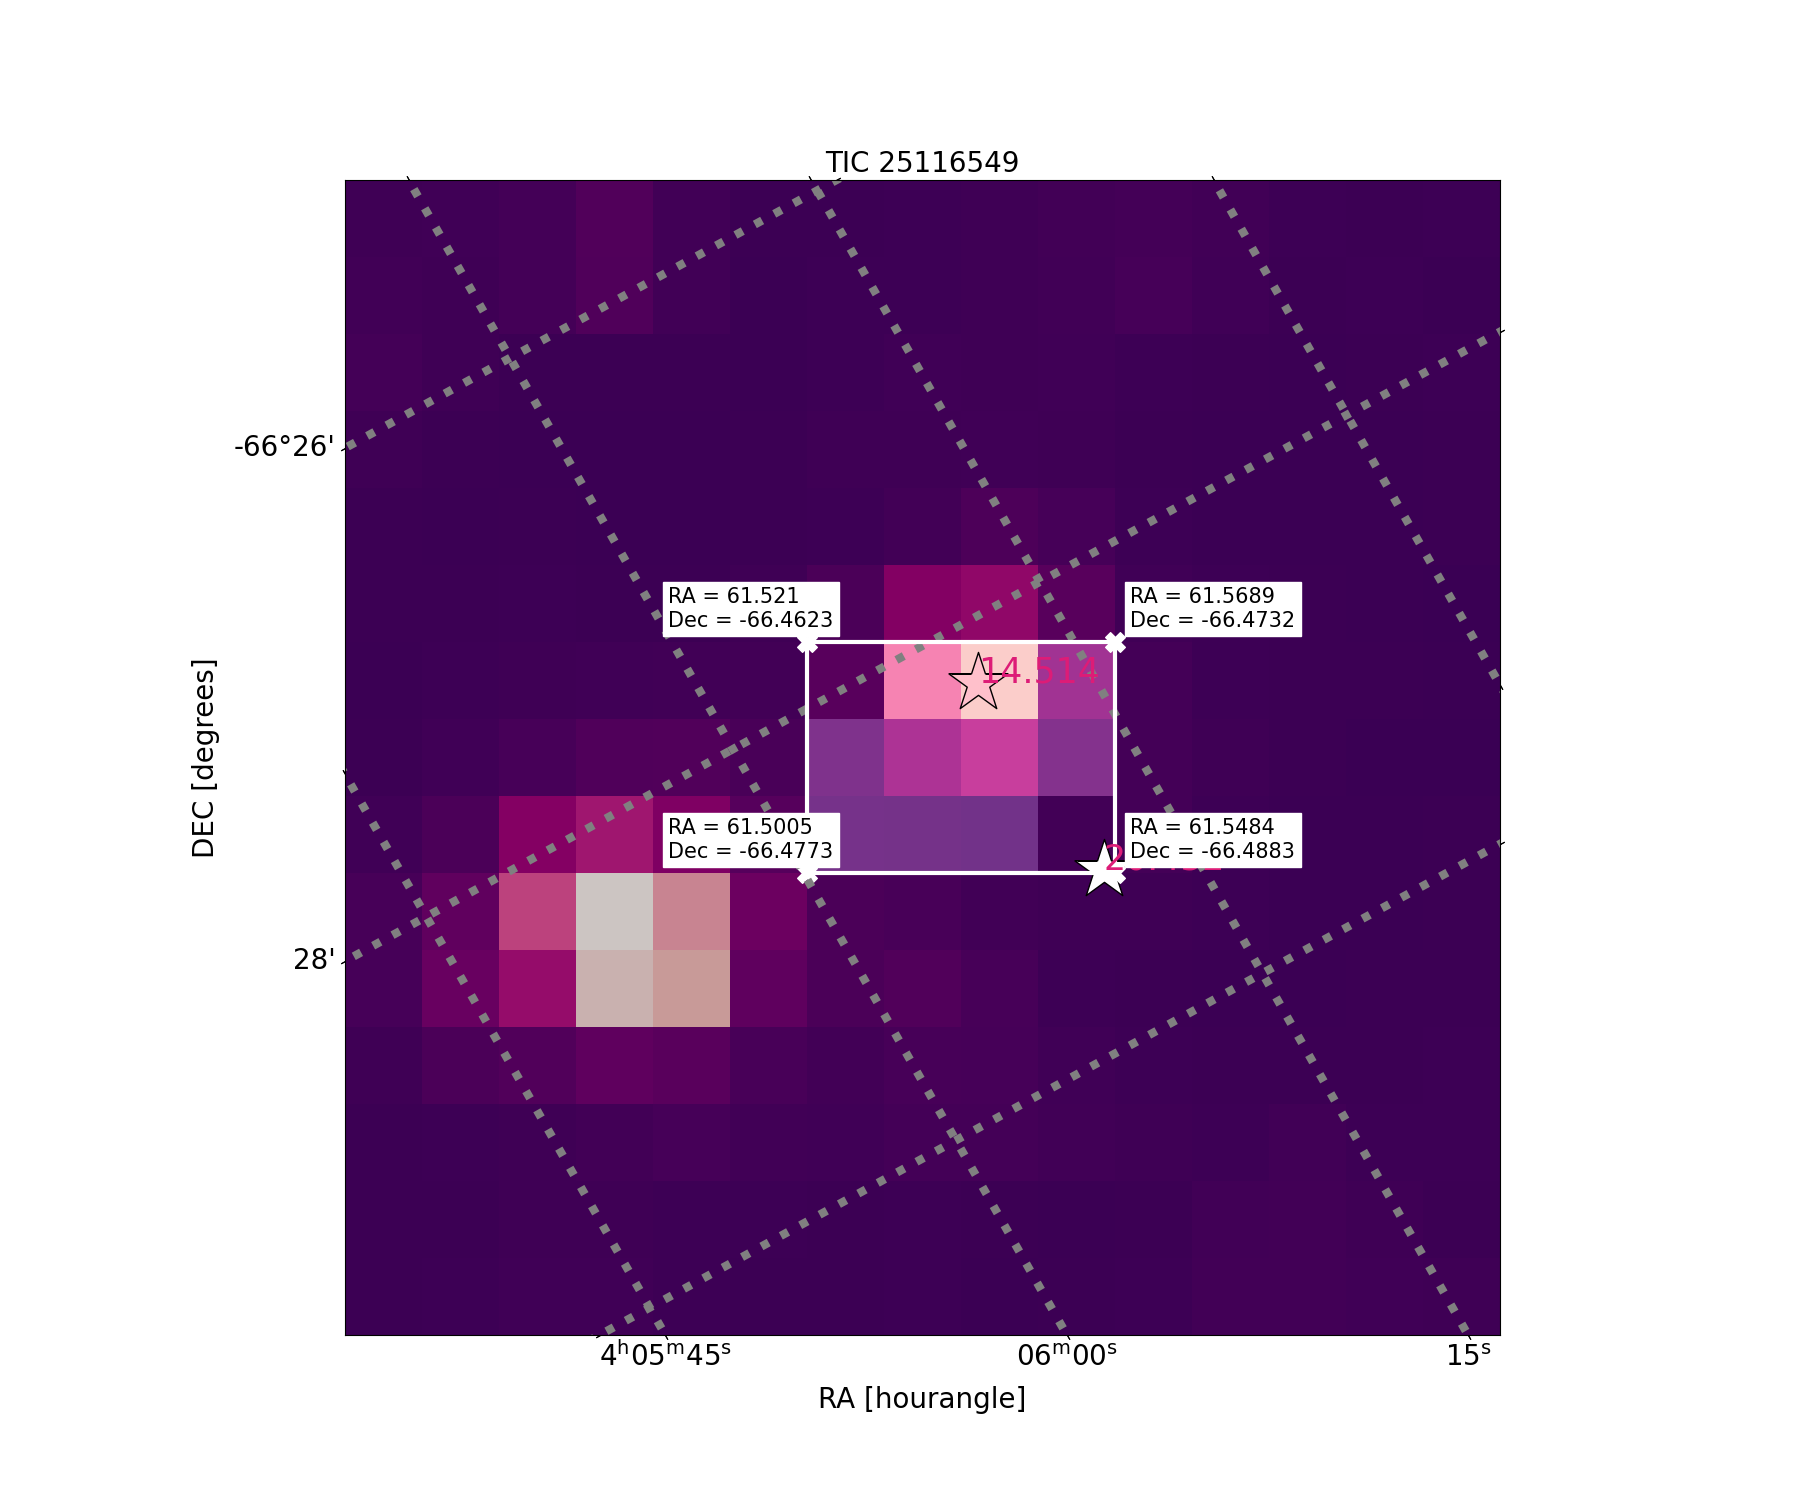 TIC 25116549
-66°26'
RA = 61.521
Dec = -66.4623
RA = 61.5689
Dec = -66.4732
14.514
DEC [degrees]
RA = 61.5005
Dec = -66.4773
RA = 61.5484
Dec = -66.4883
28'
4h05m45s
06m00s
15s
RA [hourangle]